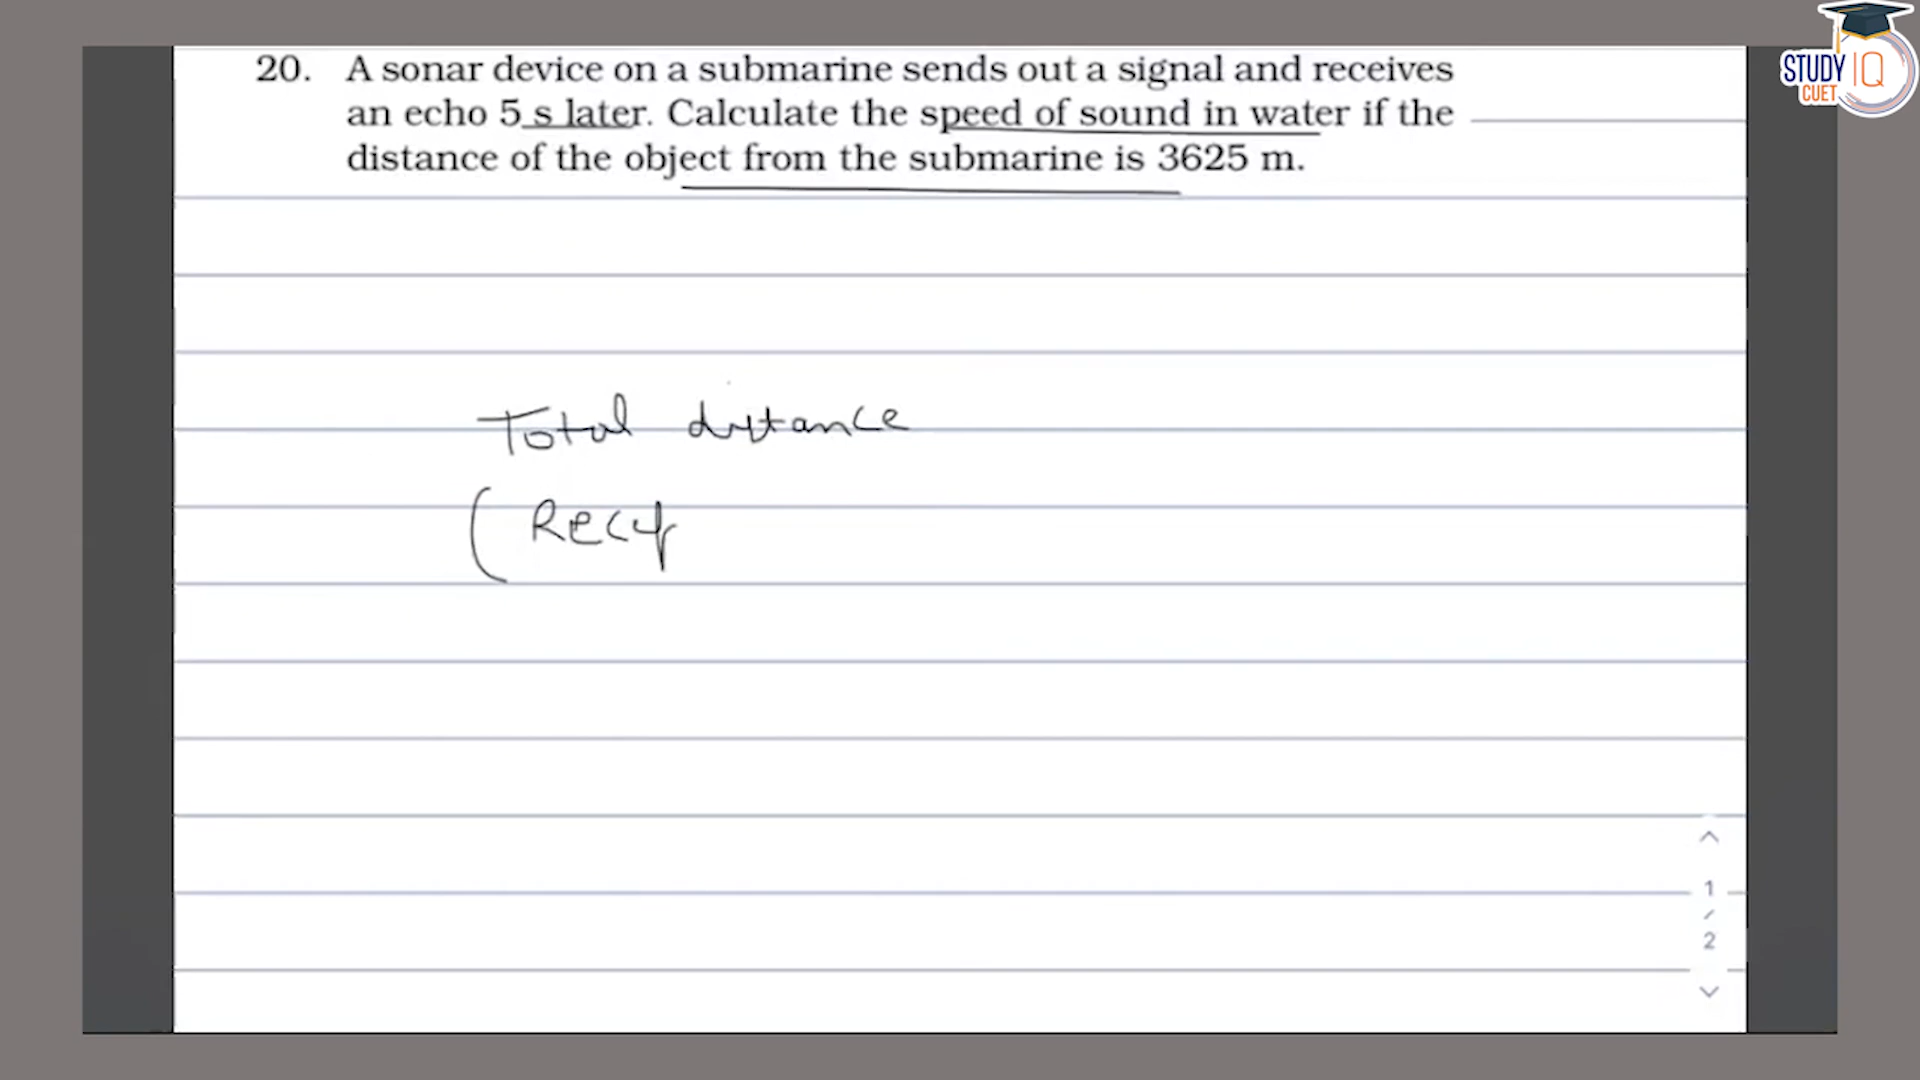 STUDY IQ
CUET
20. A sonar device on a submarine sends out a signal and receives
an echo 5 s later. Calculate the speed of sound in water if the
distance of the object from the submarine is 3625 m.
Total distance
(
1
/
2